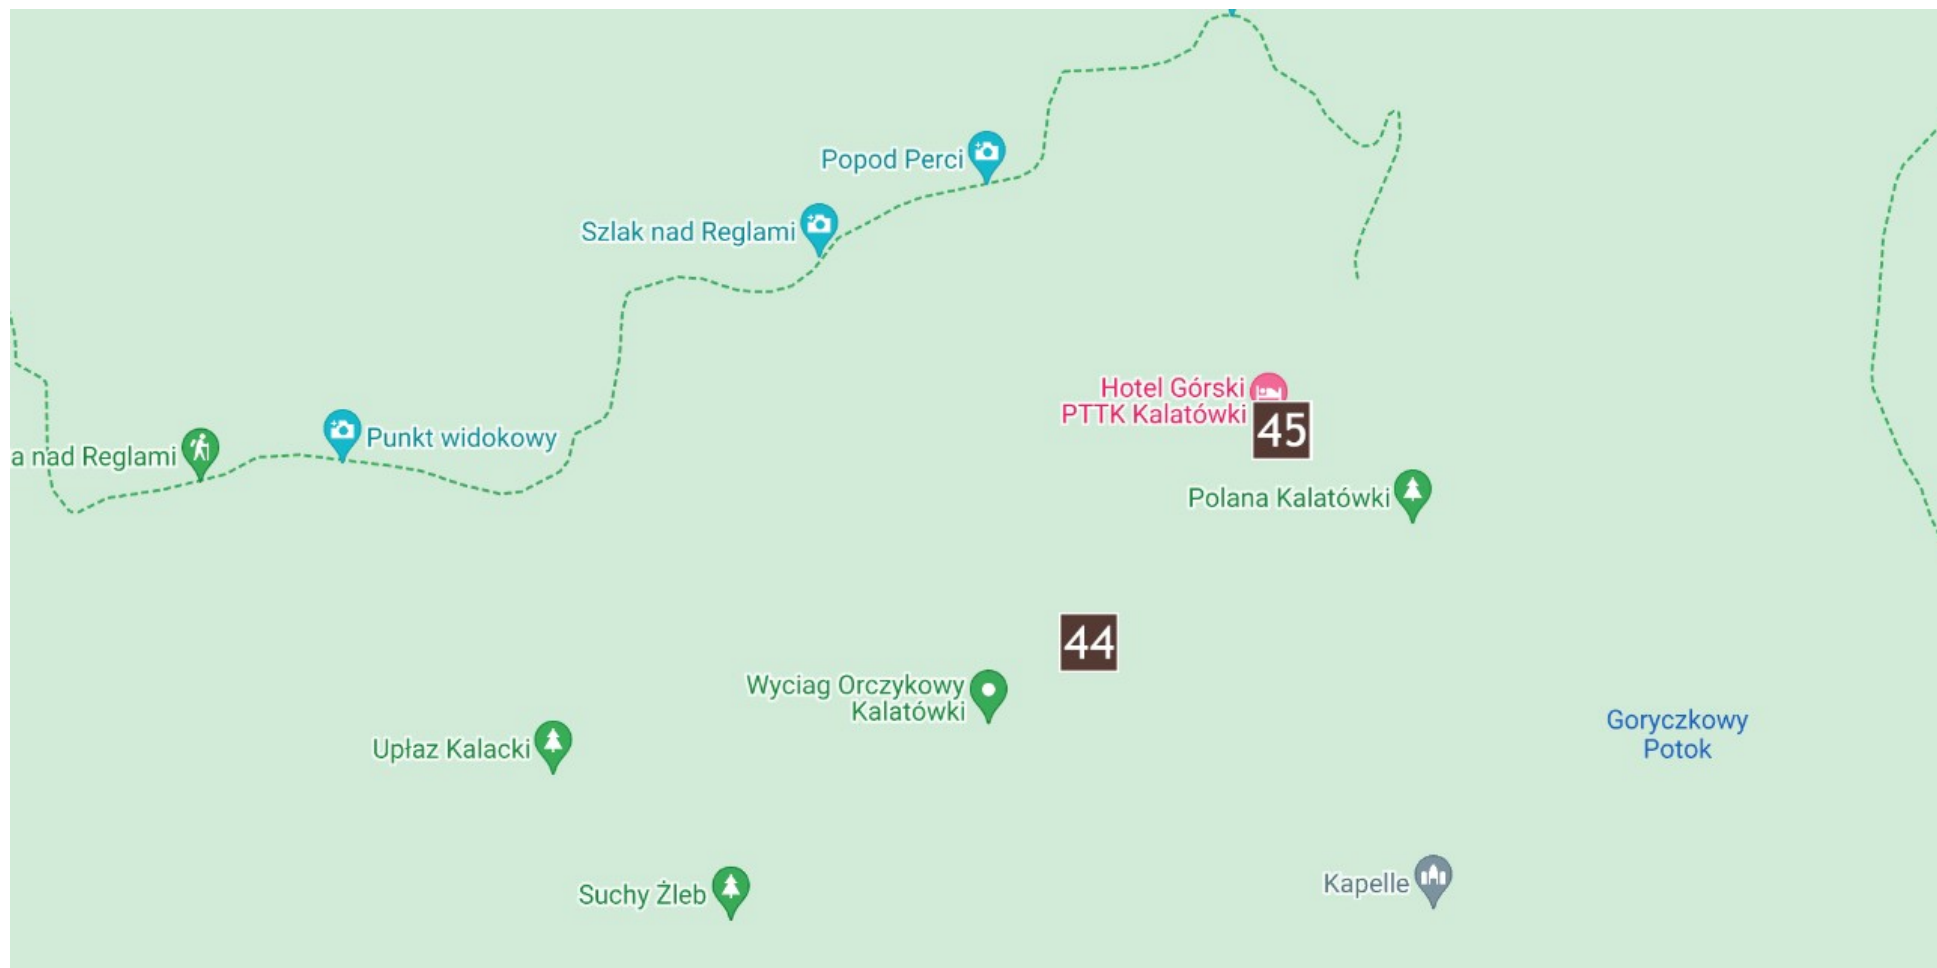 Popod Perci
Szlak nad Reglami
Hotel Górski
PTTK Kalatówki
45
Punkt widokowy
a nad Reglami
Polana Kalatówki
44
Wyciag Orczykowy
Kalatówki
Upłaz Kalacki
Goryczkowy
Potok
Suchy Żleb
Kapelle